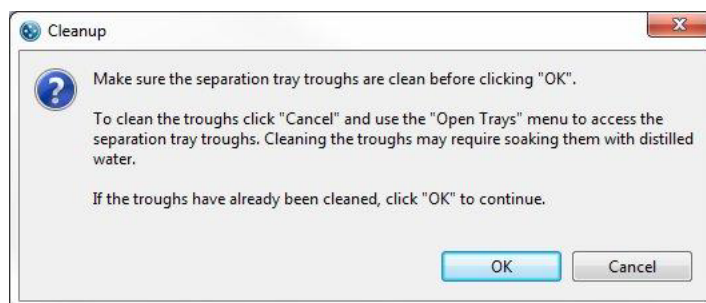 Cleanup
Make sure the separation tray troughs are clean before clicking "OK".
To clean the troughs click "Cancel" and use the "Open Trays" menu to access the
separation tray troughs. Cleaning the troughs may require soaking them with distilled
water.
If the troughs have already been cleaned, click "OK" to continue.
OK
Cancel